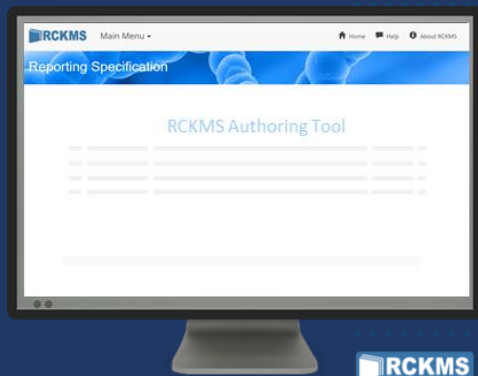 RCKMS Main Menu Home Help About RCKMS
Reporting Specification
RCKMS Authoring Tool
RCKMS